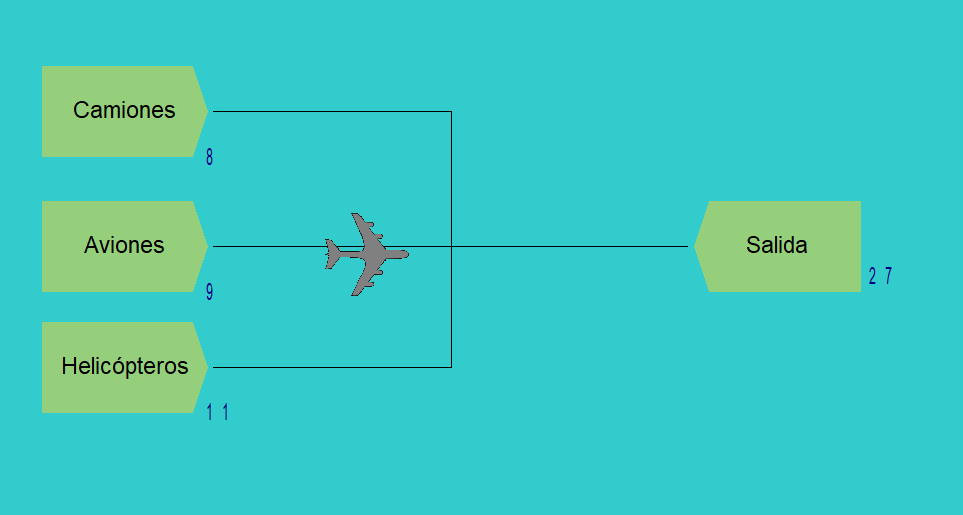 Camiones
8
Aviones
9
Helicópteros
1 1
Salida
2 7